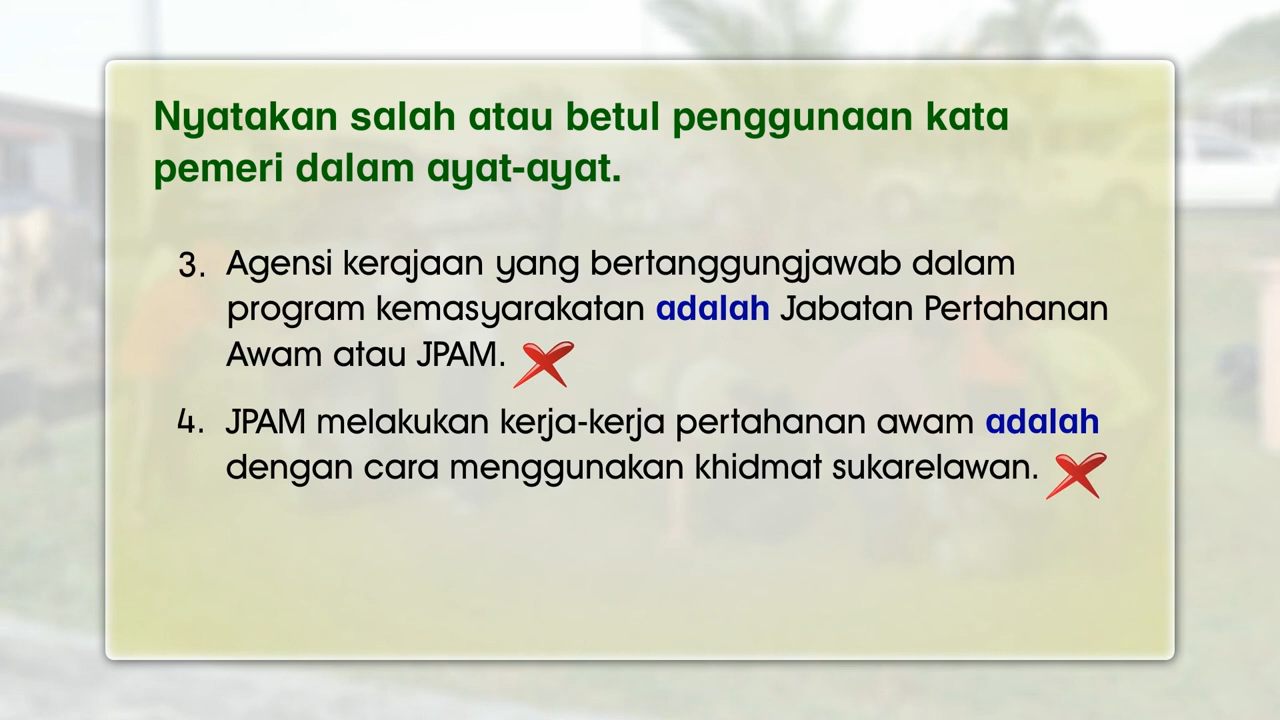 Nyatakan salah atau betul penggunaan kata
pemeri dalam ayat-ayat.
3. Agensi kerajaan yang bertanggungjawab dalam
program kemasyarakatan adalah Jabatan Pertahanan
Awam atau JPAM.
4. JPAM melakukan kerja-kerja pertahanan awam adalah
dengan cara menggunakan khidmat sukarelawan.